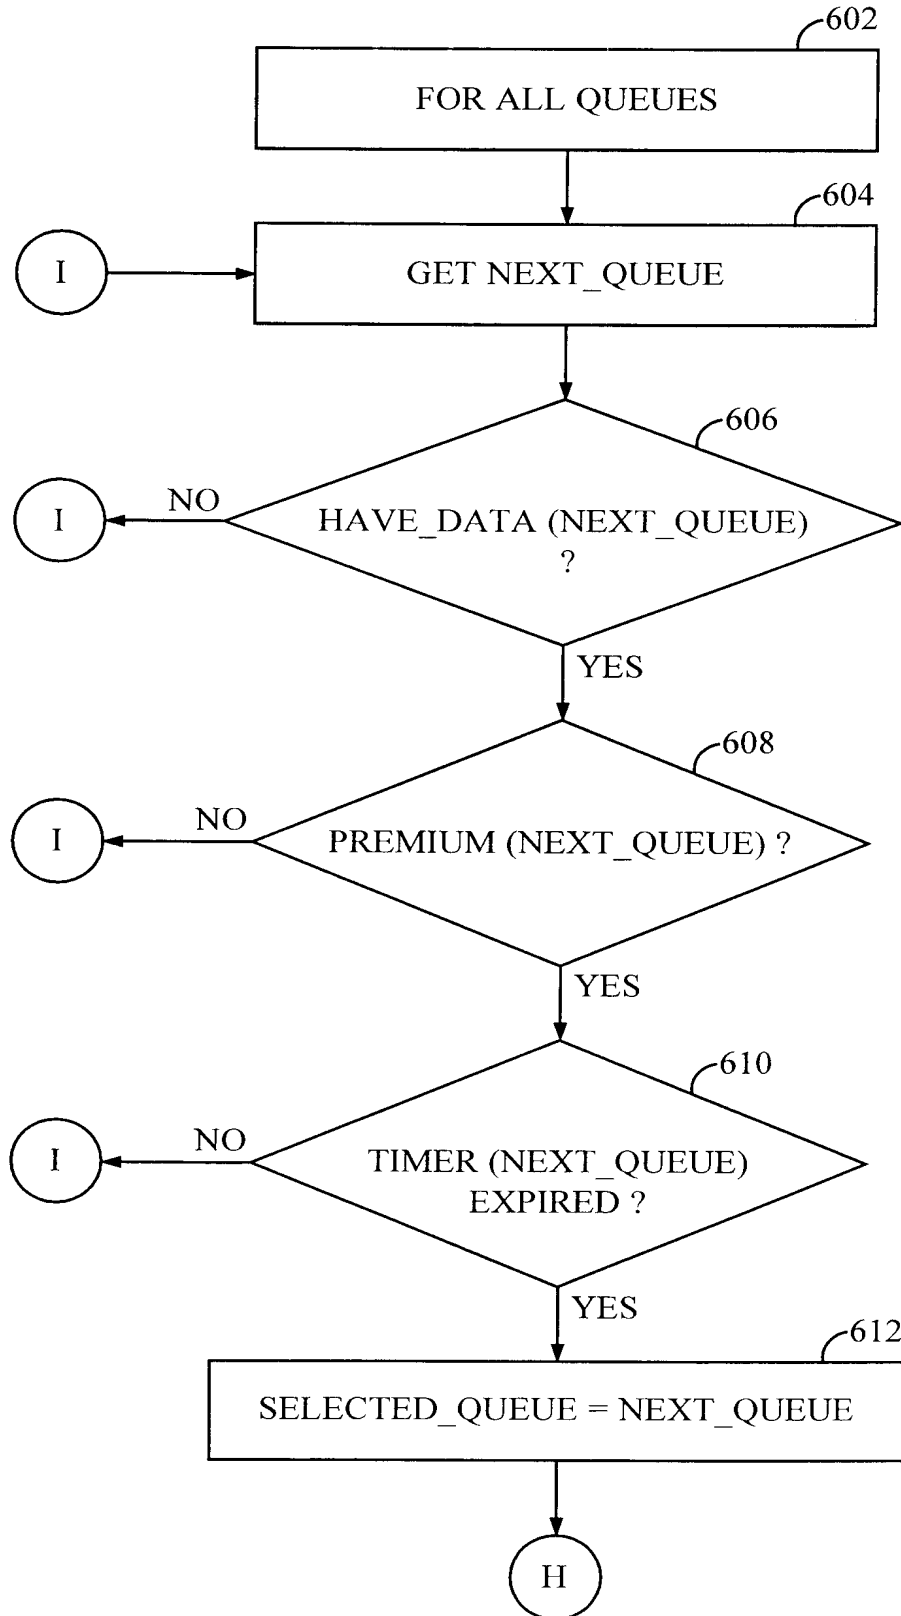 602
FOR ALL QUEUES
604
I
GET NEXT_QUEUE
606
I
NO
HAVE_DATA (NEXT_QUEUE)
?
YES
608
I
NO
PREMIUM (NEXT_QUEUE) ?
YES
610
I
NO
TIMER (NEXT_QUEUE)
EXPIRED ?
YES
612
SELECTED_QUEUE = NEXT_QUEUE
H